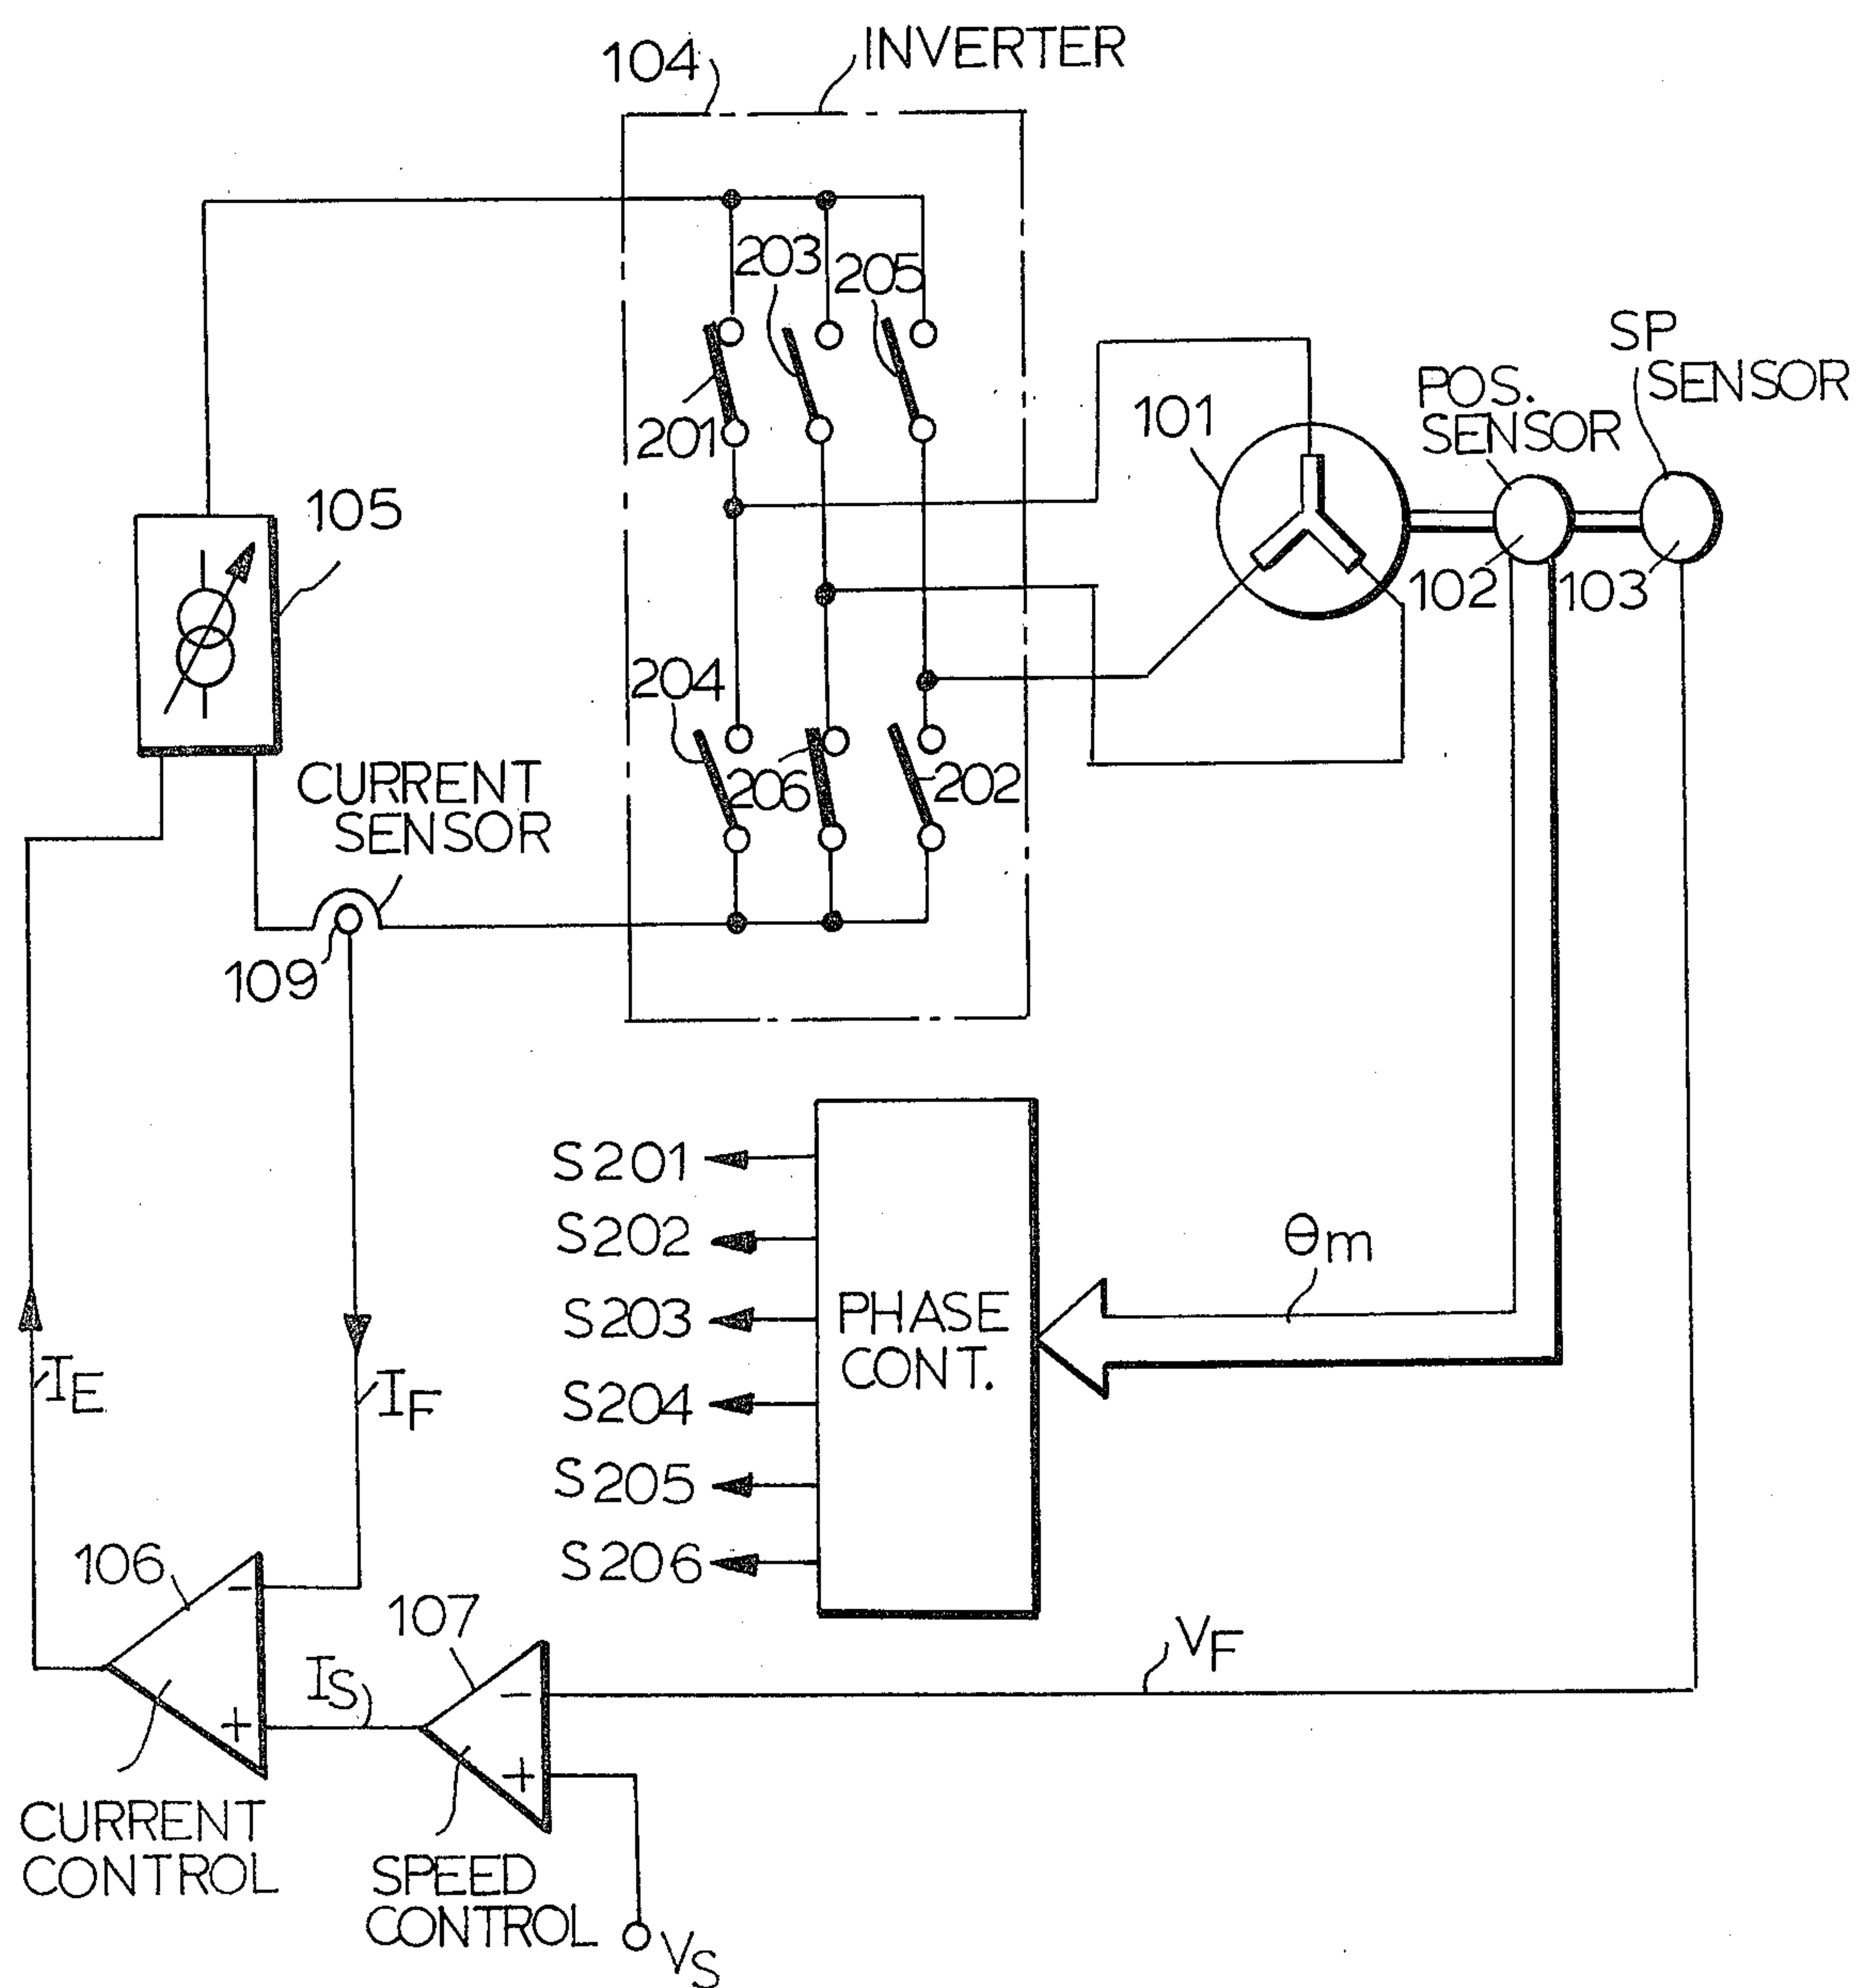 104
INVERTER
203
205
201
204
206
202
105
CURRENT
SENSOR
109
101
POS.
SENSOR
SP
SENSOR
102
103
S201
S202
S203
S204
S205
S206
PHASE
CONT.
θm
IE
IF
106
107
IS
VF
-
+
-
+
CURRENT
CONTROL
SPEED
CONTROL
VS